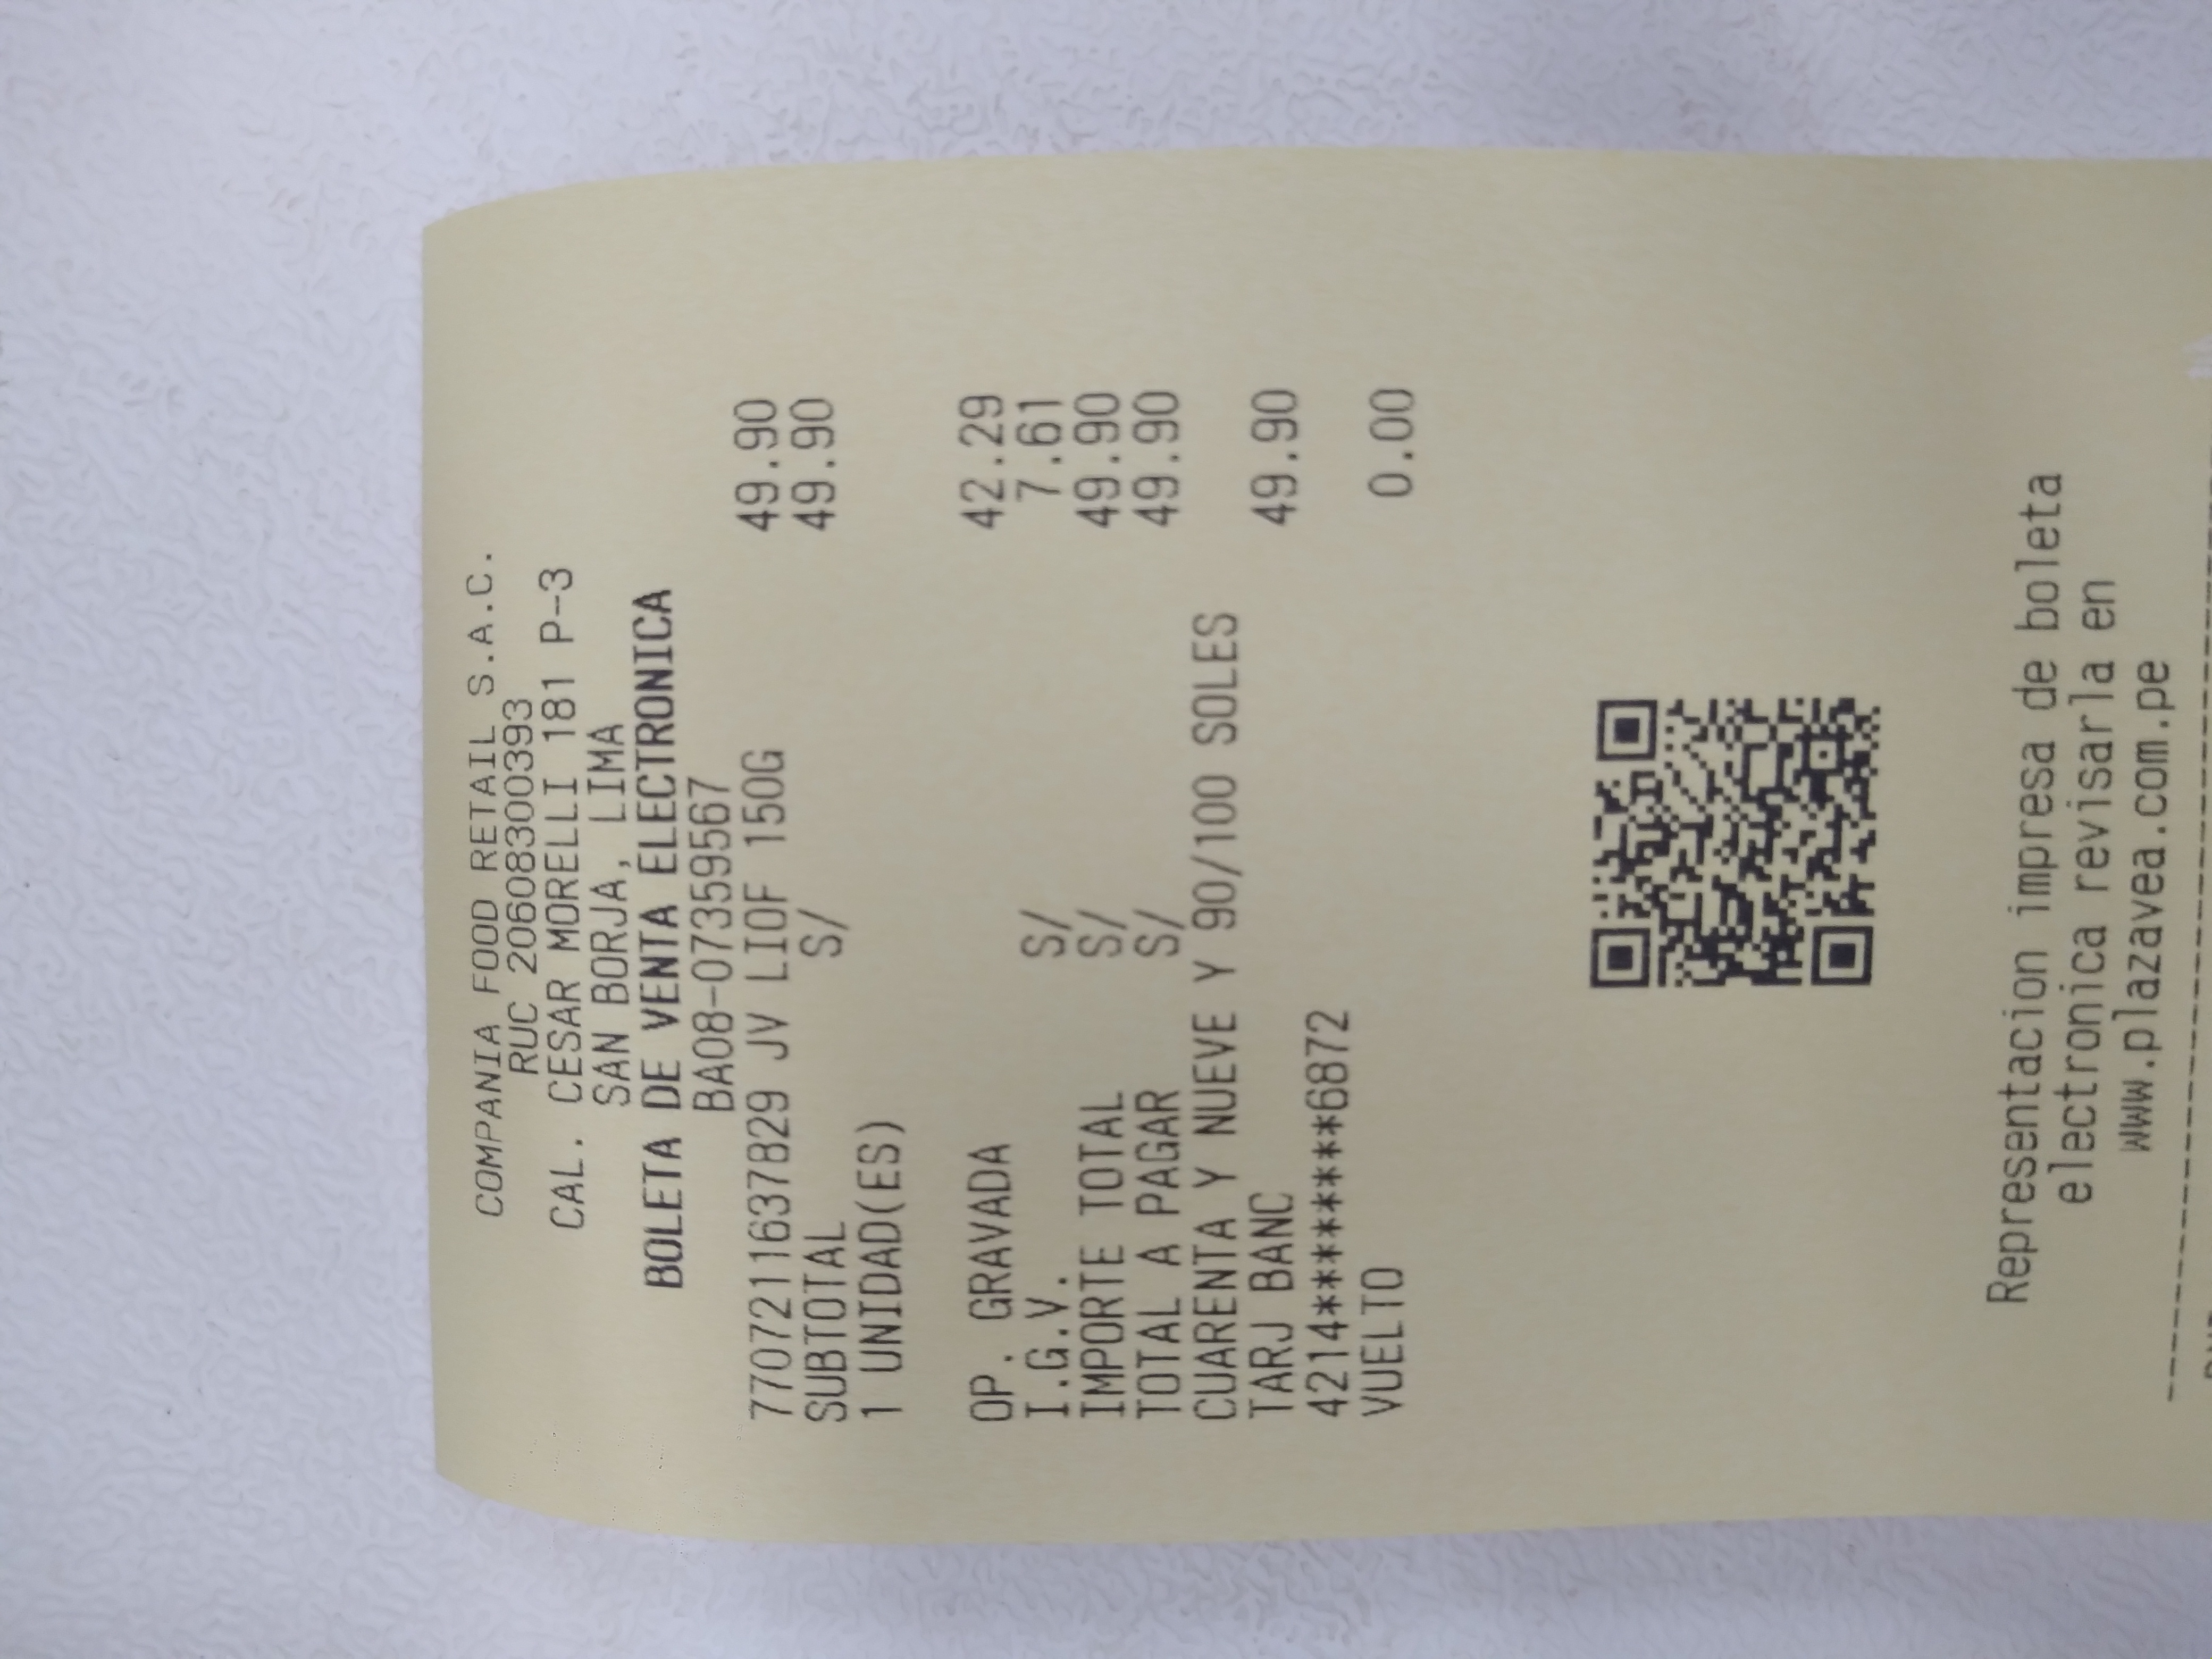 COMPANIA FOOD RETAIL S.A.C.
RUC 20608300393
CAL. CESAR MORELLI 181 P-3
SAN BORJA, LIMA
BOLETA DE VENTA ELECTRONICA
BA08-07359567
7707211637829 JV LIOF 150G 49.90
SUBTOTAL S/ 49.90
1 UNIDAD(ES)
OP. GRAVADA 42.29
I.G.V. S/ 7.61
IMPORTE TOTAL S/ 49.90
TOTAL A PAGAR S/ 49.90
CUARENTA Y NUEVE Y 90/100 SOLES
TARJ BANC 49.90
4214********6872
VUELTO 0.00
Representacion impresa de boleta
electronica revisarla en
www.plazavea.com.pe